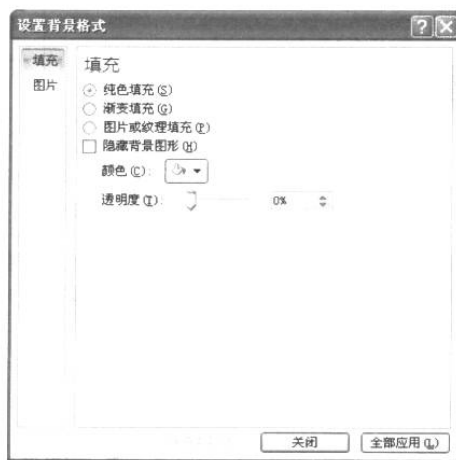 设置背景格式
填充
图片
填充
纯色填充(S)
渐变填充(G)
图片或纹理填充(P)
隐藏背景图形(H)
颜色(C):
透明度(T): 0%
关闭 全部应用(L)